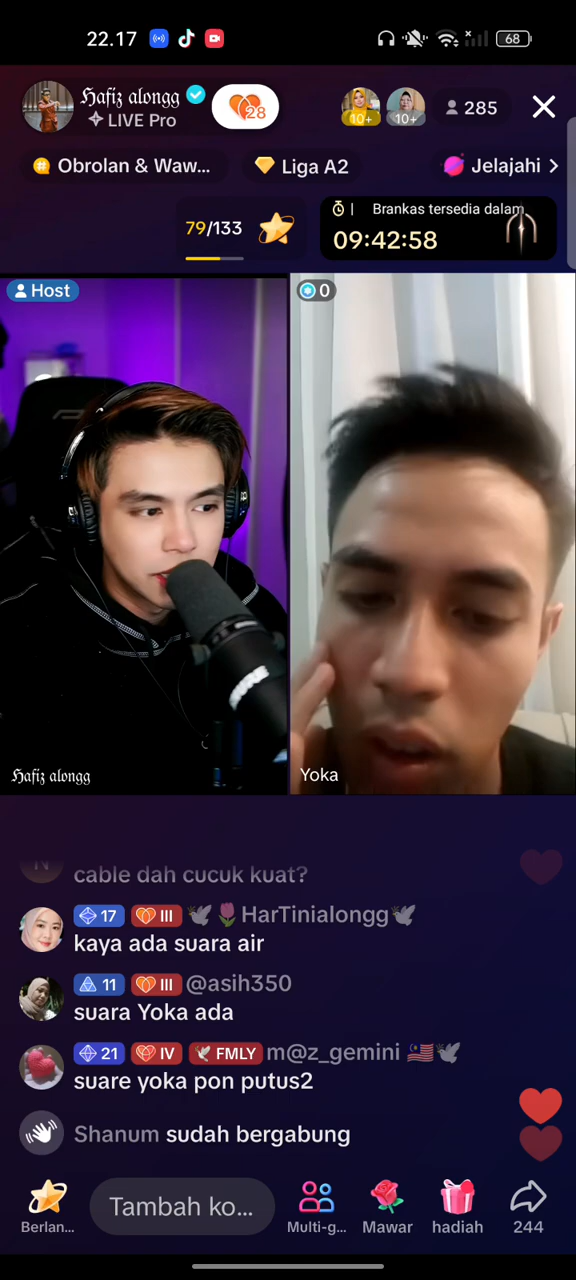 22.17
68
ℌafiz alongg
LIVE Pro
28
10+
10+
285
Obrolan & Waw...
Liga A2
Jelajahi
79/133
Brankas tersedia dalam
09:42:58
Host
0
ℌafiz alongg
Yoka
N
cable dah cucuk kuat?
17 III 🕊️🌷HarTinialongg🕊️
kaya ada suara air
11 III @asih350
suara Yoka ada
21 IV FMLY m@z_gemini 🇲🇾🕊️
suare yoka pon putus2
Shanum sudah bergabung
Berlan...
Tambah ko...
Multi-g...
Mawar
hadiah
244